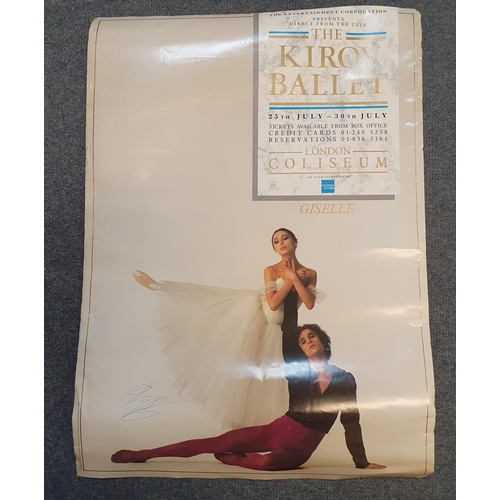 THE ENTERTAINMENT CORPORATION
PRESENTS
DIRECT FROM THE USSR
THE
KIROV
BALLET
25TH JULY – 30TH JULY
TICKETS AVAILABLE FROM BOX OFFICE
CREDIT CARDS 01-240 5258
RESERVATIONS 01-836 3161
LONDON
COLISEUM
GISELLE